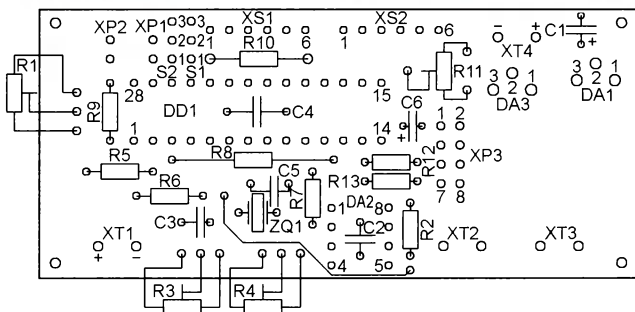 XP2 XP1 3 3 XS1 XS2 C1
2 2 1 R10 6 1 6 - XT4 + +
R1 S2 1 1 S1 R11 3 2 1 3 2 1
28 15 DA3 DA1
R9 DD1 C4 C6
1 14 + 1 2
R8 R12 XP3
R5 C5 R13 7 8
R6 R7 DA2
C3 ZQ1 1 8 C2 R2
XT1 XT2 XT3
+ - 4 5
R3 R4